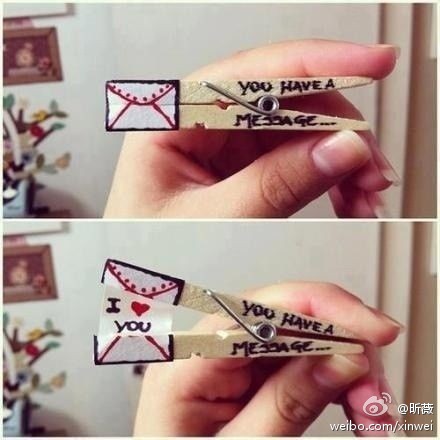 YOU HAVE A
MESSAGE...
I ❤
YOU
YOU HAVE A
MESSAGE...
@昕薇
weibo.com/xinwei